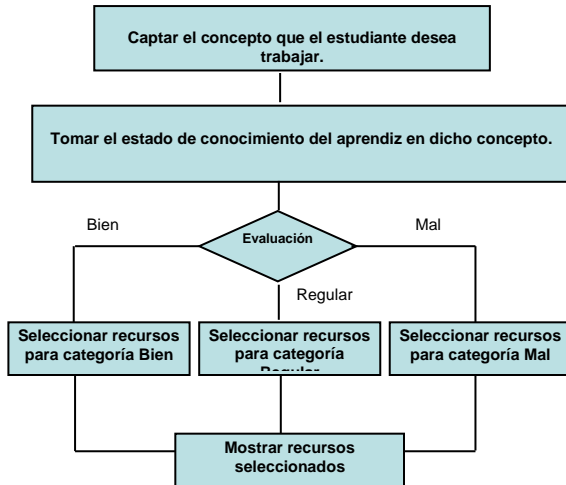 Captar el concepto que el estudiante desea
trabajar.
Tomar el estado de conocimiento del aprendiz en dicho concepto.
Bien
Evaluación
Mal
Regular
Seleccionar recursos
para categoría Bien
Seleccionar recursos
para categoría
Regular
Seleccionar recursos
para categoría Mal
Mostrar recursos
seleccionados